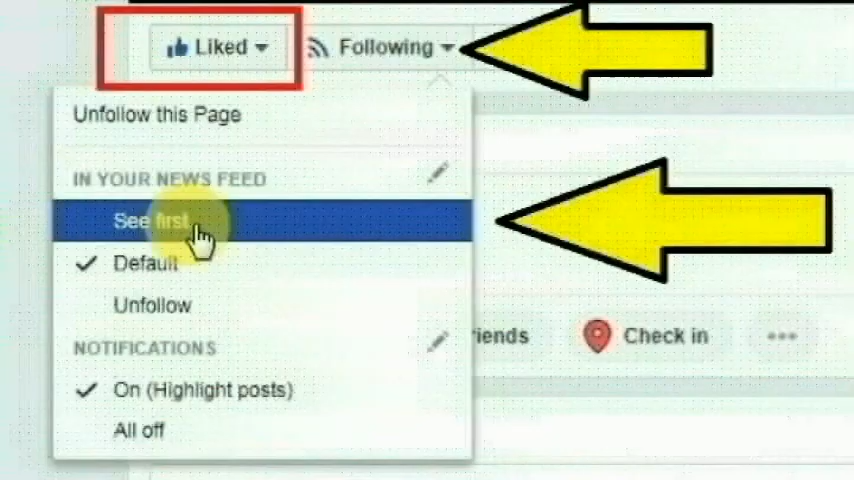 Liked Following
Unfollow this Page
IN YOUR NEWS FEED
See first
Default
Unfollow
riends Check in
NOTIFICATIONS
On (Highlight posts)
All off